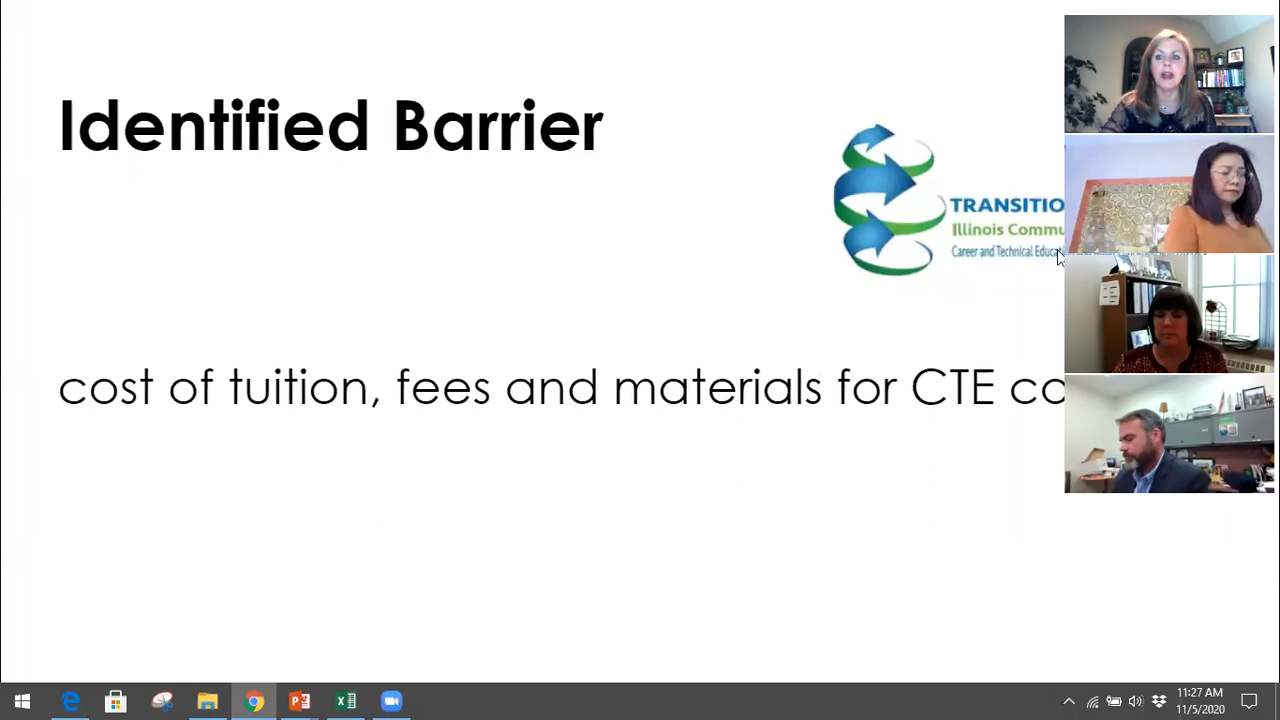 Identified Barrier
TRANSITIO
Illinois Commu
Career and Technical Educa
cost of tuition, fees and materials for CTE co
11:27 AM
11/5/2020